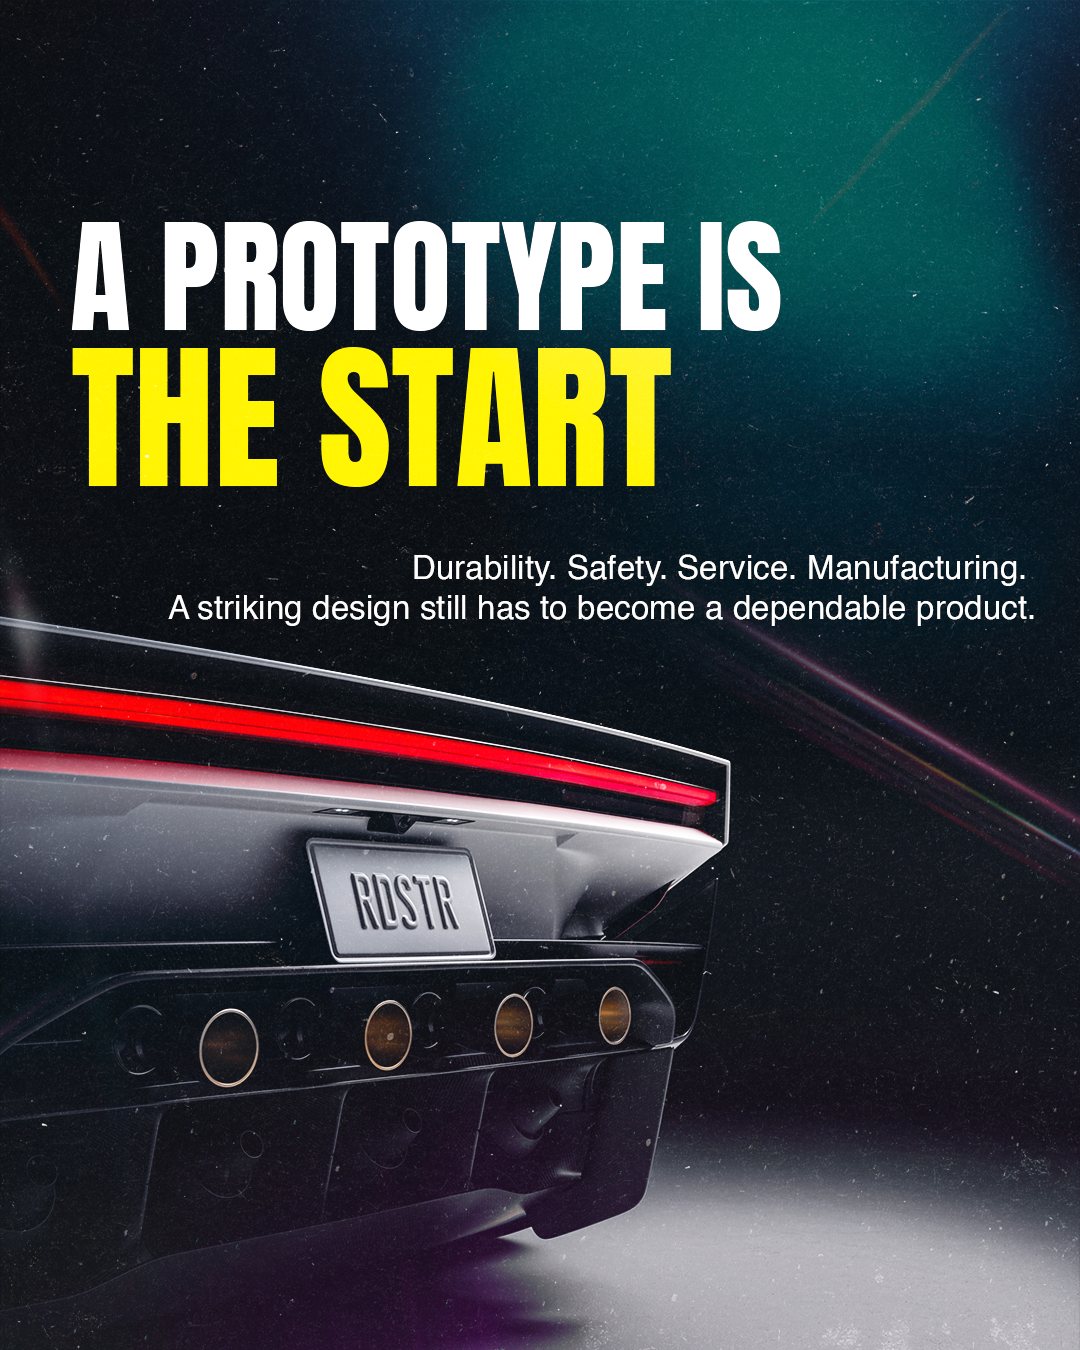 A PROTOTYPE IS
THE START
Durability. Safety. Service. Manufacturing.
A striking design still has to become a dependable product.
RDSTR